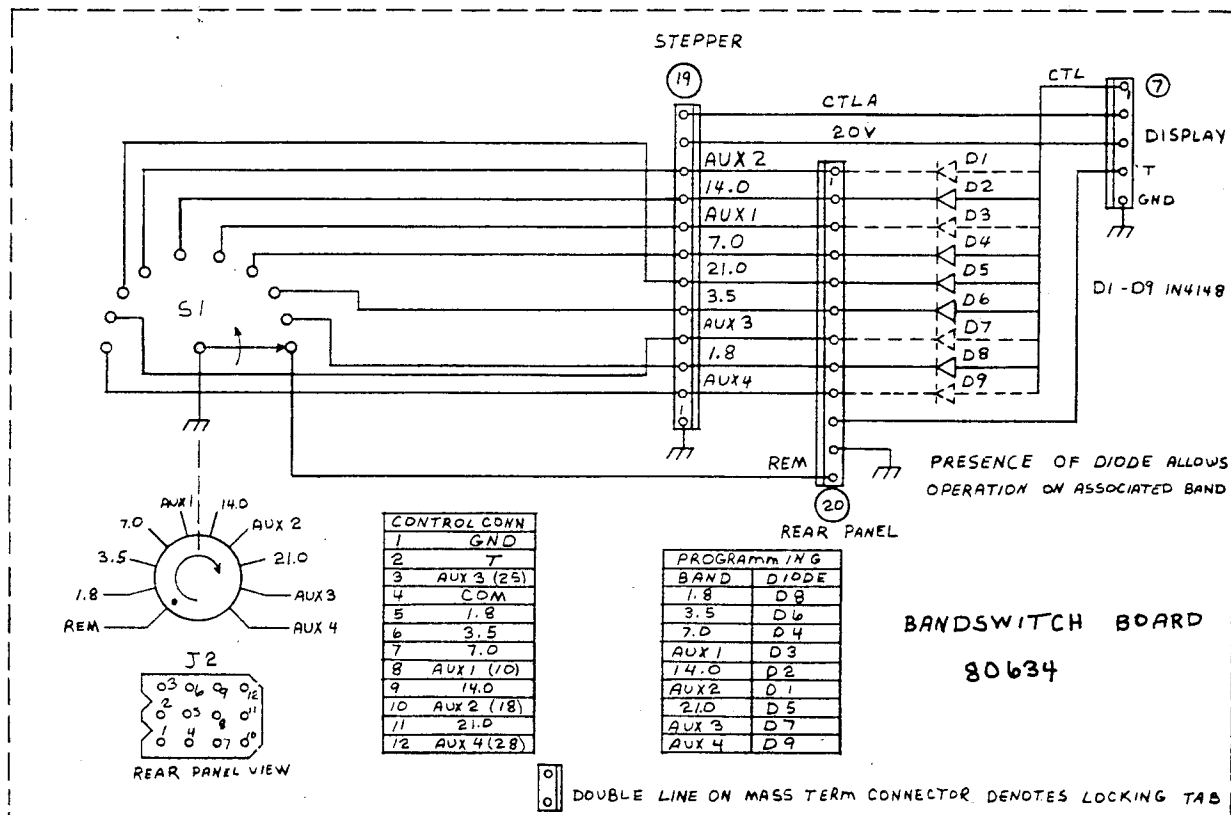 STEPPER
19
CTL
7
CTLA
20V
DISPLAY
AUX 2
1
D1
T
14.0
D2
GND
AUX 1
D3
7.0
D4
21.0
D5
D1-D9 1N4148
3.5
D6
S1
AUX 3
D7
1.8
D8
AUX4
D9
1
REM
PRESENCE OF DIODE ALLOWS
OPERATION ON ASSOCIATED BAND
20
REAR PANEL
AUX1
14.0
7.0
AUX 2
3.5
21.0
1.8
AUX 3
REM
AUX 4
CONTROL CONN
1 GND
2 T
3 AUX 3 (25)
4 COM
5 1.8
6 3.5
7 7.0
8 AUX 1 (10)
9 14.0
10 AUX 2 (18)
11 21.0
12 AUX 4 (28)
PROGRAMMING
BAND DIODE
1.8 D8
3.5 D6
7.0 D4
AUX 1 D3
14.0 D2
AUX2 D1
21.0 D5
AUX 3 D7
AUX 4 D9
BANDSWITCH BOARD
80634
J2
3 6 9 12
2 5 8 11
1 4 7 10
REAR PANEL VIEW
DOUBLE LINE ON MASS TERM CONNECTOR DENOTES LOCKING TAB